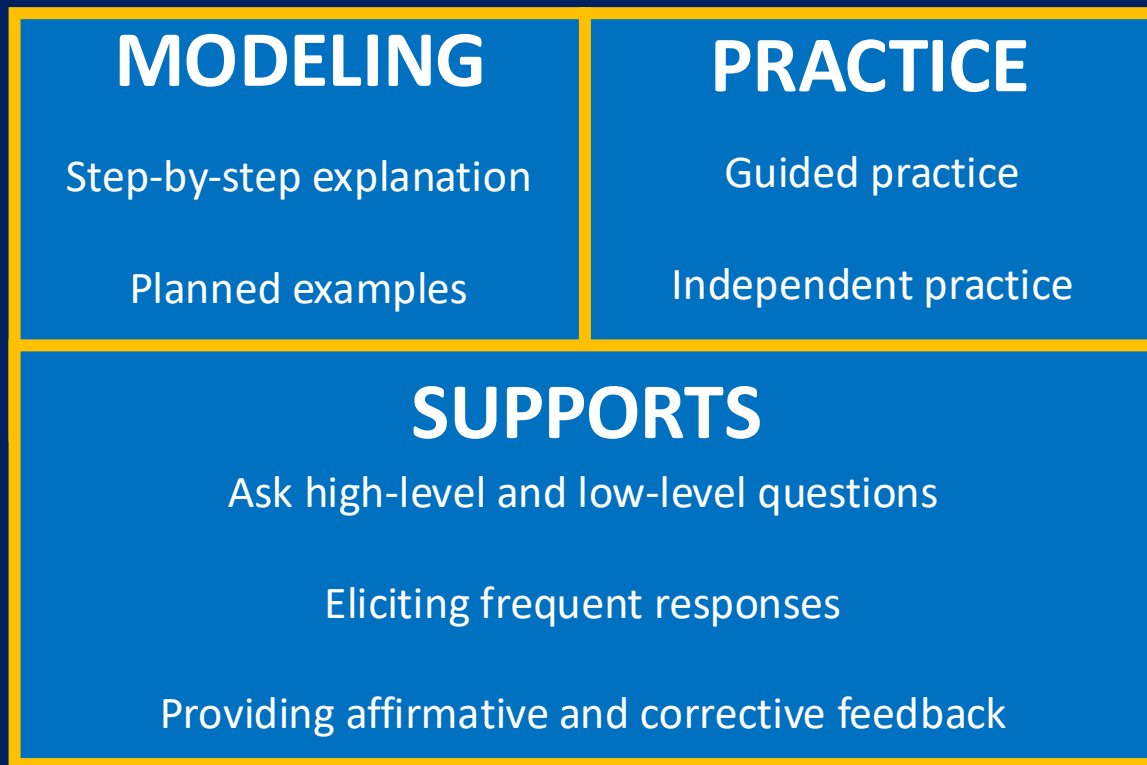 MODELING
Step-by-step explanation
Planned examples
PRACTICE
Guided practice
Independent practice
SUPPORTS
Ask high-level and low-level questions
Eliciting frequent responses
Providing affirmative and corrective feedback